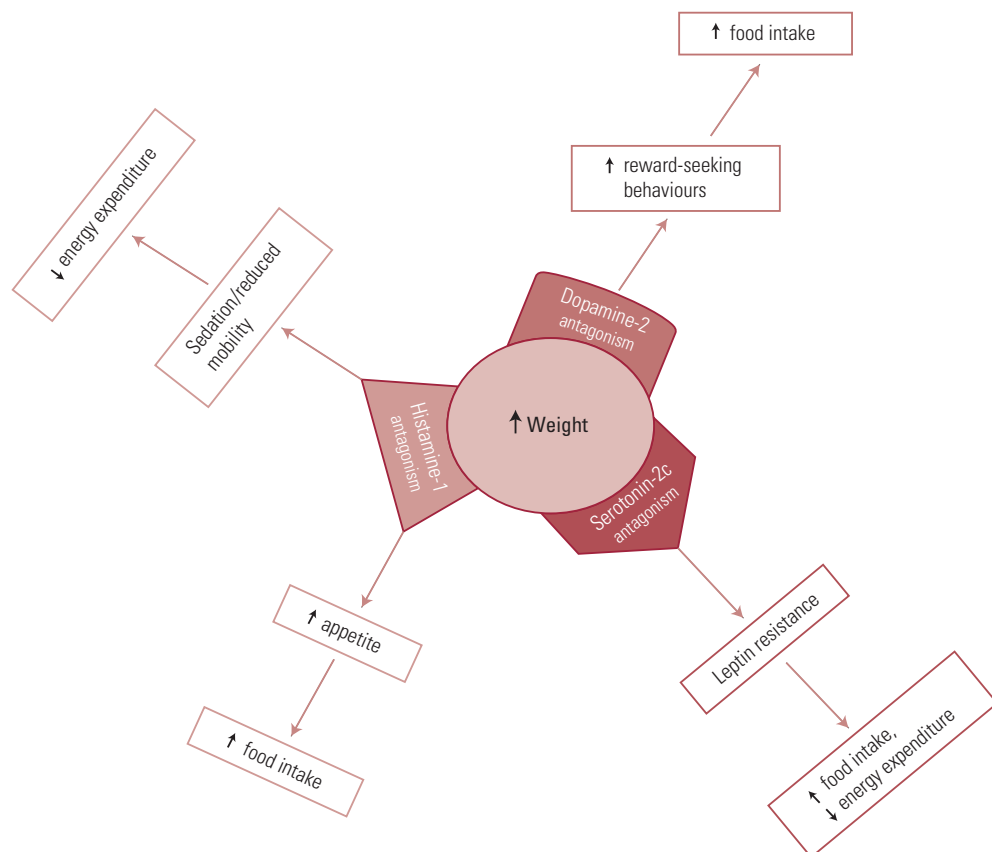 ↑ food intake
↑ reward-seeking
behaviours
Dopamine-2
antagonism
↓ energy expenditure
Sedation/reduced
mobility
Histamine-1
antagonism
↑ Weight
Serotonin-2c
antagonism
↑ appetite
↑ food intake
Leptin resistance
↑ food intake,
↓ energy expenditure